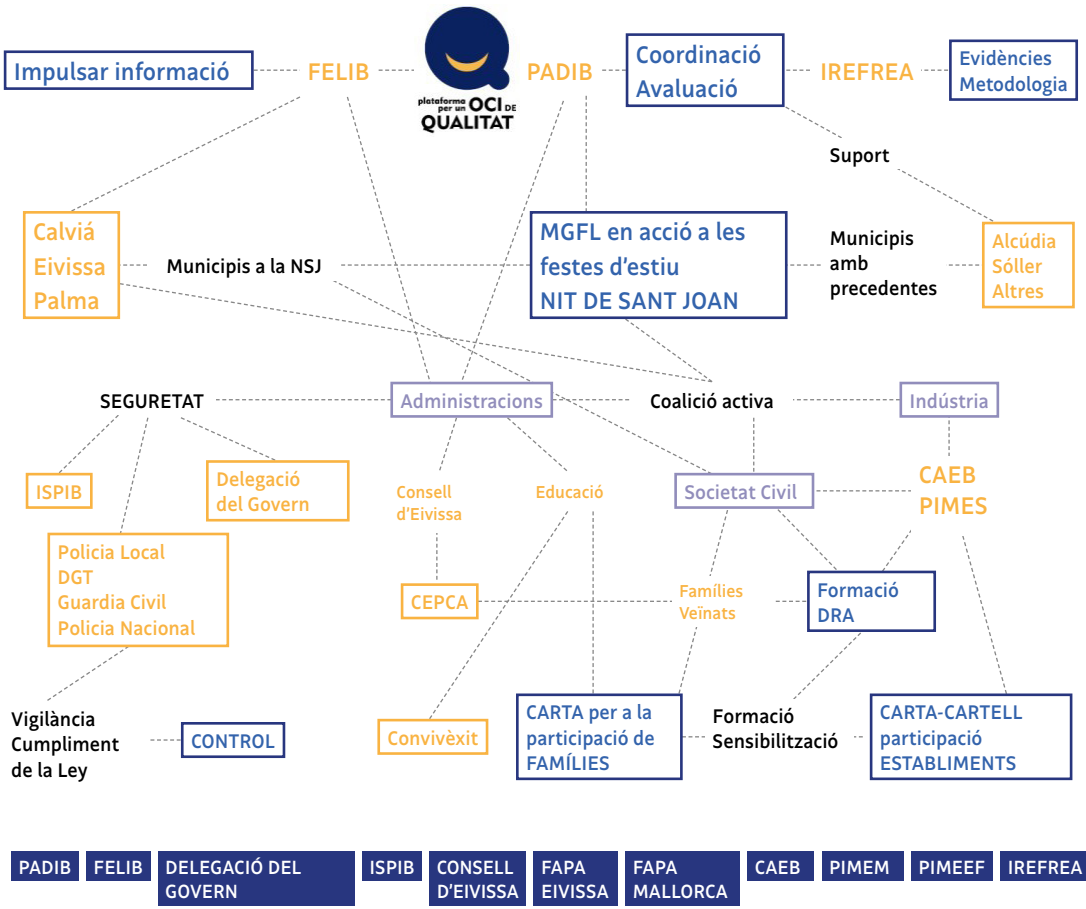 Impulsar informació
FELIB
plataforma
per un OCI DE
QUALITAT
PADIB
Coordinació
Avaluació
IREFREA
Evidències
Metodologia
Suport
Calviá
Eivissa
Palma
Municipis a la NSJ
MGFL en acció a les
festes d'estiu
NIT DE SANT JOAN
Municipis
amb
precedentes
Alcúdia
Sóller
Altres
SEGURETAT
Administracions
Coalició activa
Indústria
ISPIB
Delegació
del Govern
Consell
d'Eivissa
Educació
Societat Civil
CAEB
PIMES
Policia Local
DGT
Guardia Civil
Policia Nacional
CEPCA
Famílies
Veïnats
Formació
DRA
Vigilància
Cumpliment
de la Ley
CONTROL
Convivèxit
CARTA per a la
participació de
FAMÍLIES
Formació
Sensibilització
CARTA-CARTELL
participació
ESTABLIMENTS
PADIB
FELIB
DELEGACIÓ DEL
GOVERN
ISPIB
CONSELL
D'EIVISSA
FAPA
EIVISSA
FAPA
MALLORCA
CAEB
PIMEM
PIMEEF
IREFREA